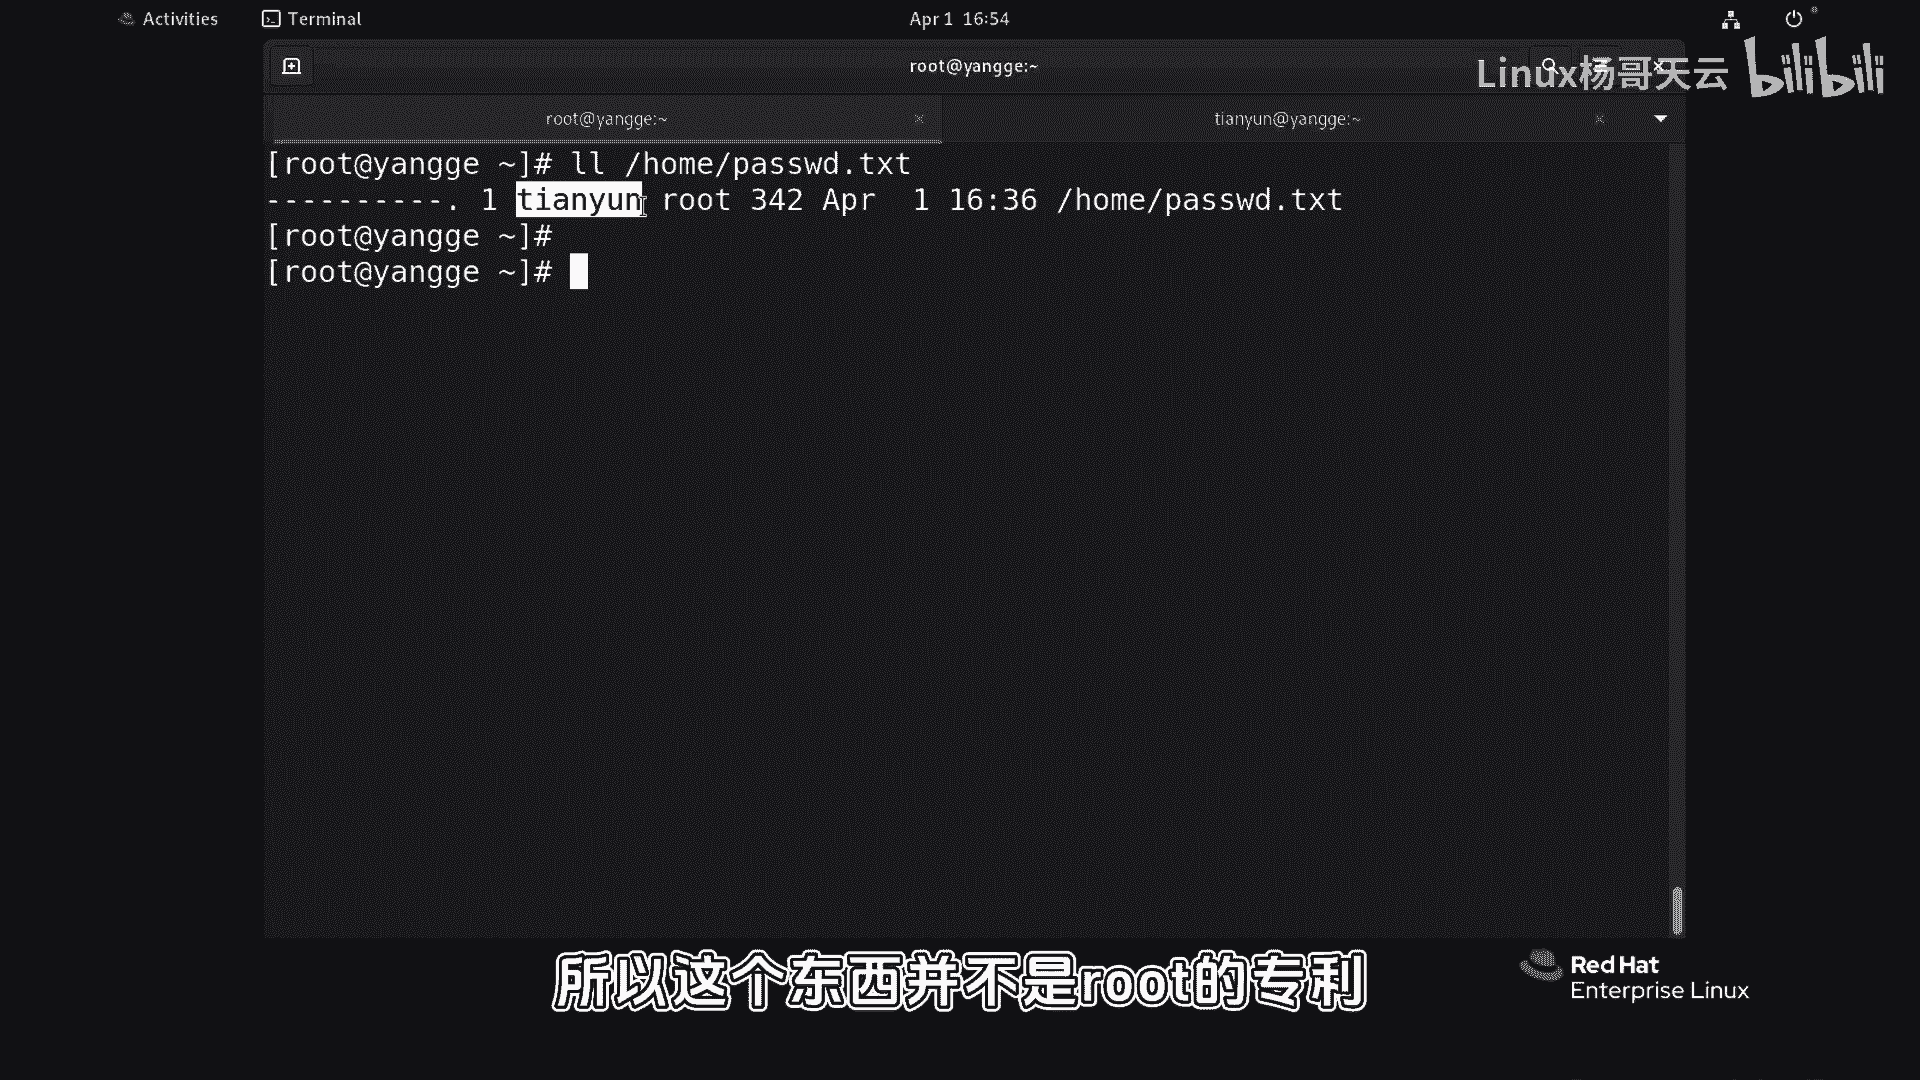 Activities
Terminal
Apr 1 16:54
root@yangge:~
Linux杨哥天云 bilibili
root@yangge:~
tianyun@yangge:~
[root@yangge ~]# ll /home/passwd.txt
----------. 1 tianyun root 342 Apr  1 16:36 /home/passwd.txt
[root@yangge ~]#
[root@yangge ~]#
所以这个东西并不是root的专利
Red Hat
Enterprise Linux